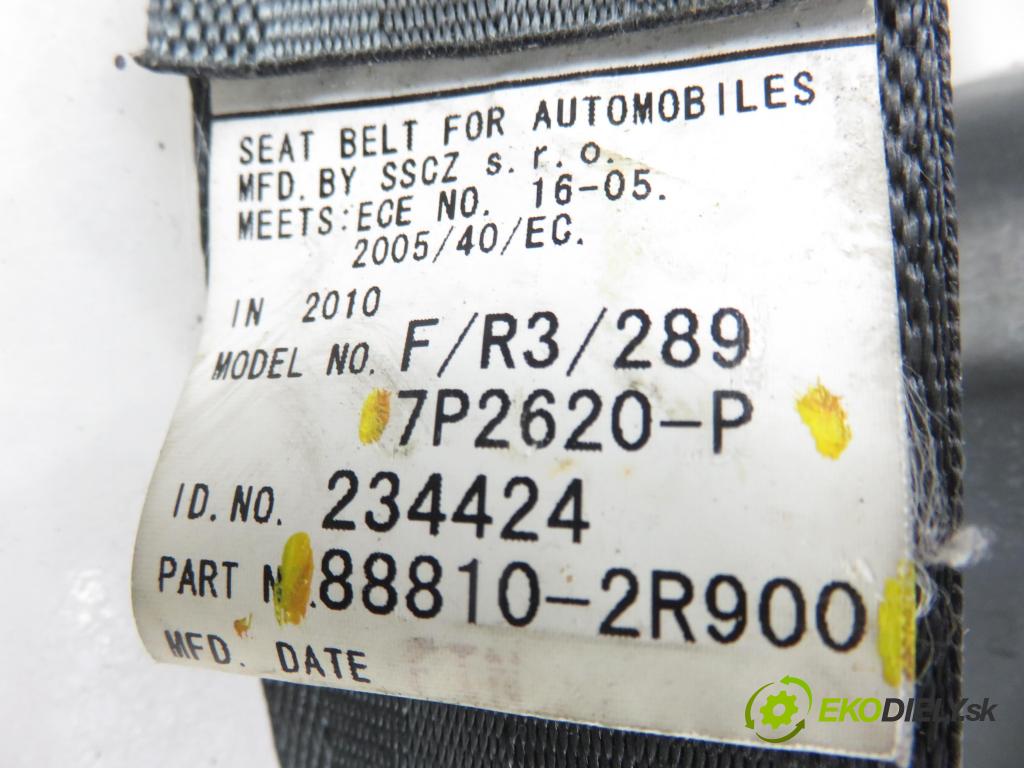 SEAT BELT FOR AUTOMOBILES
MFD. BY SSCZ s. r. o.
MEETS:ECE NO. 16-05.
2005/40/EC.
IN 2010
MODEL NO. F/R3/289
7P2620-P
ID. NO. 234424
PART 88810-2R900
MFD. DATE
EKODIELY.sk